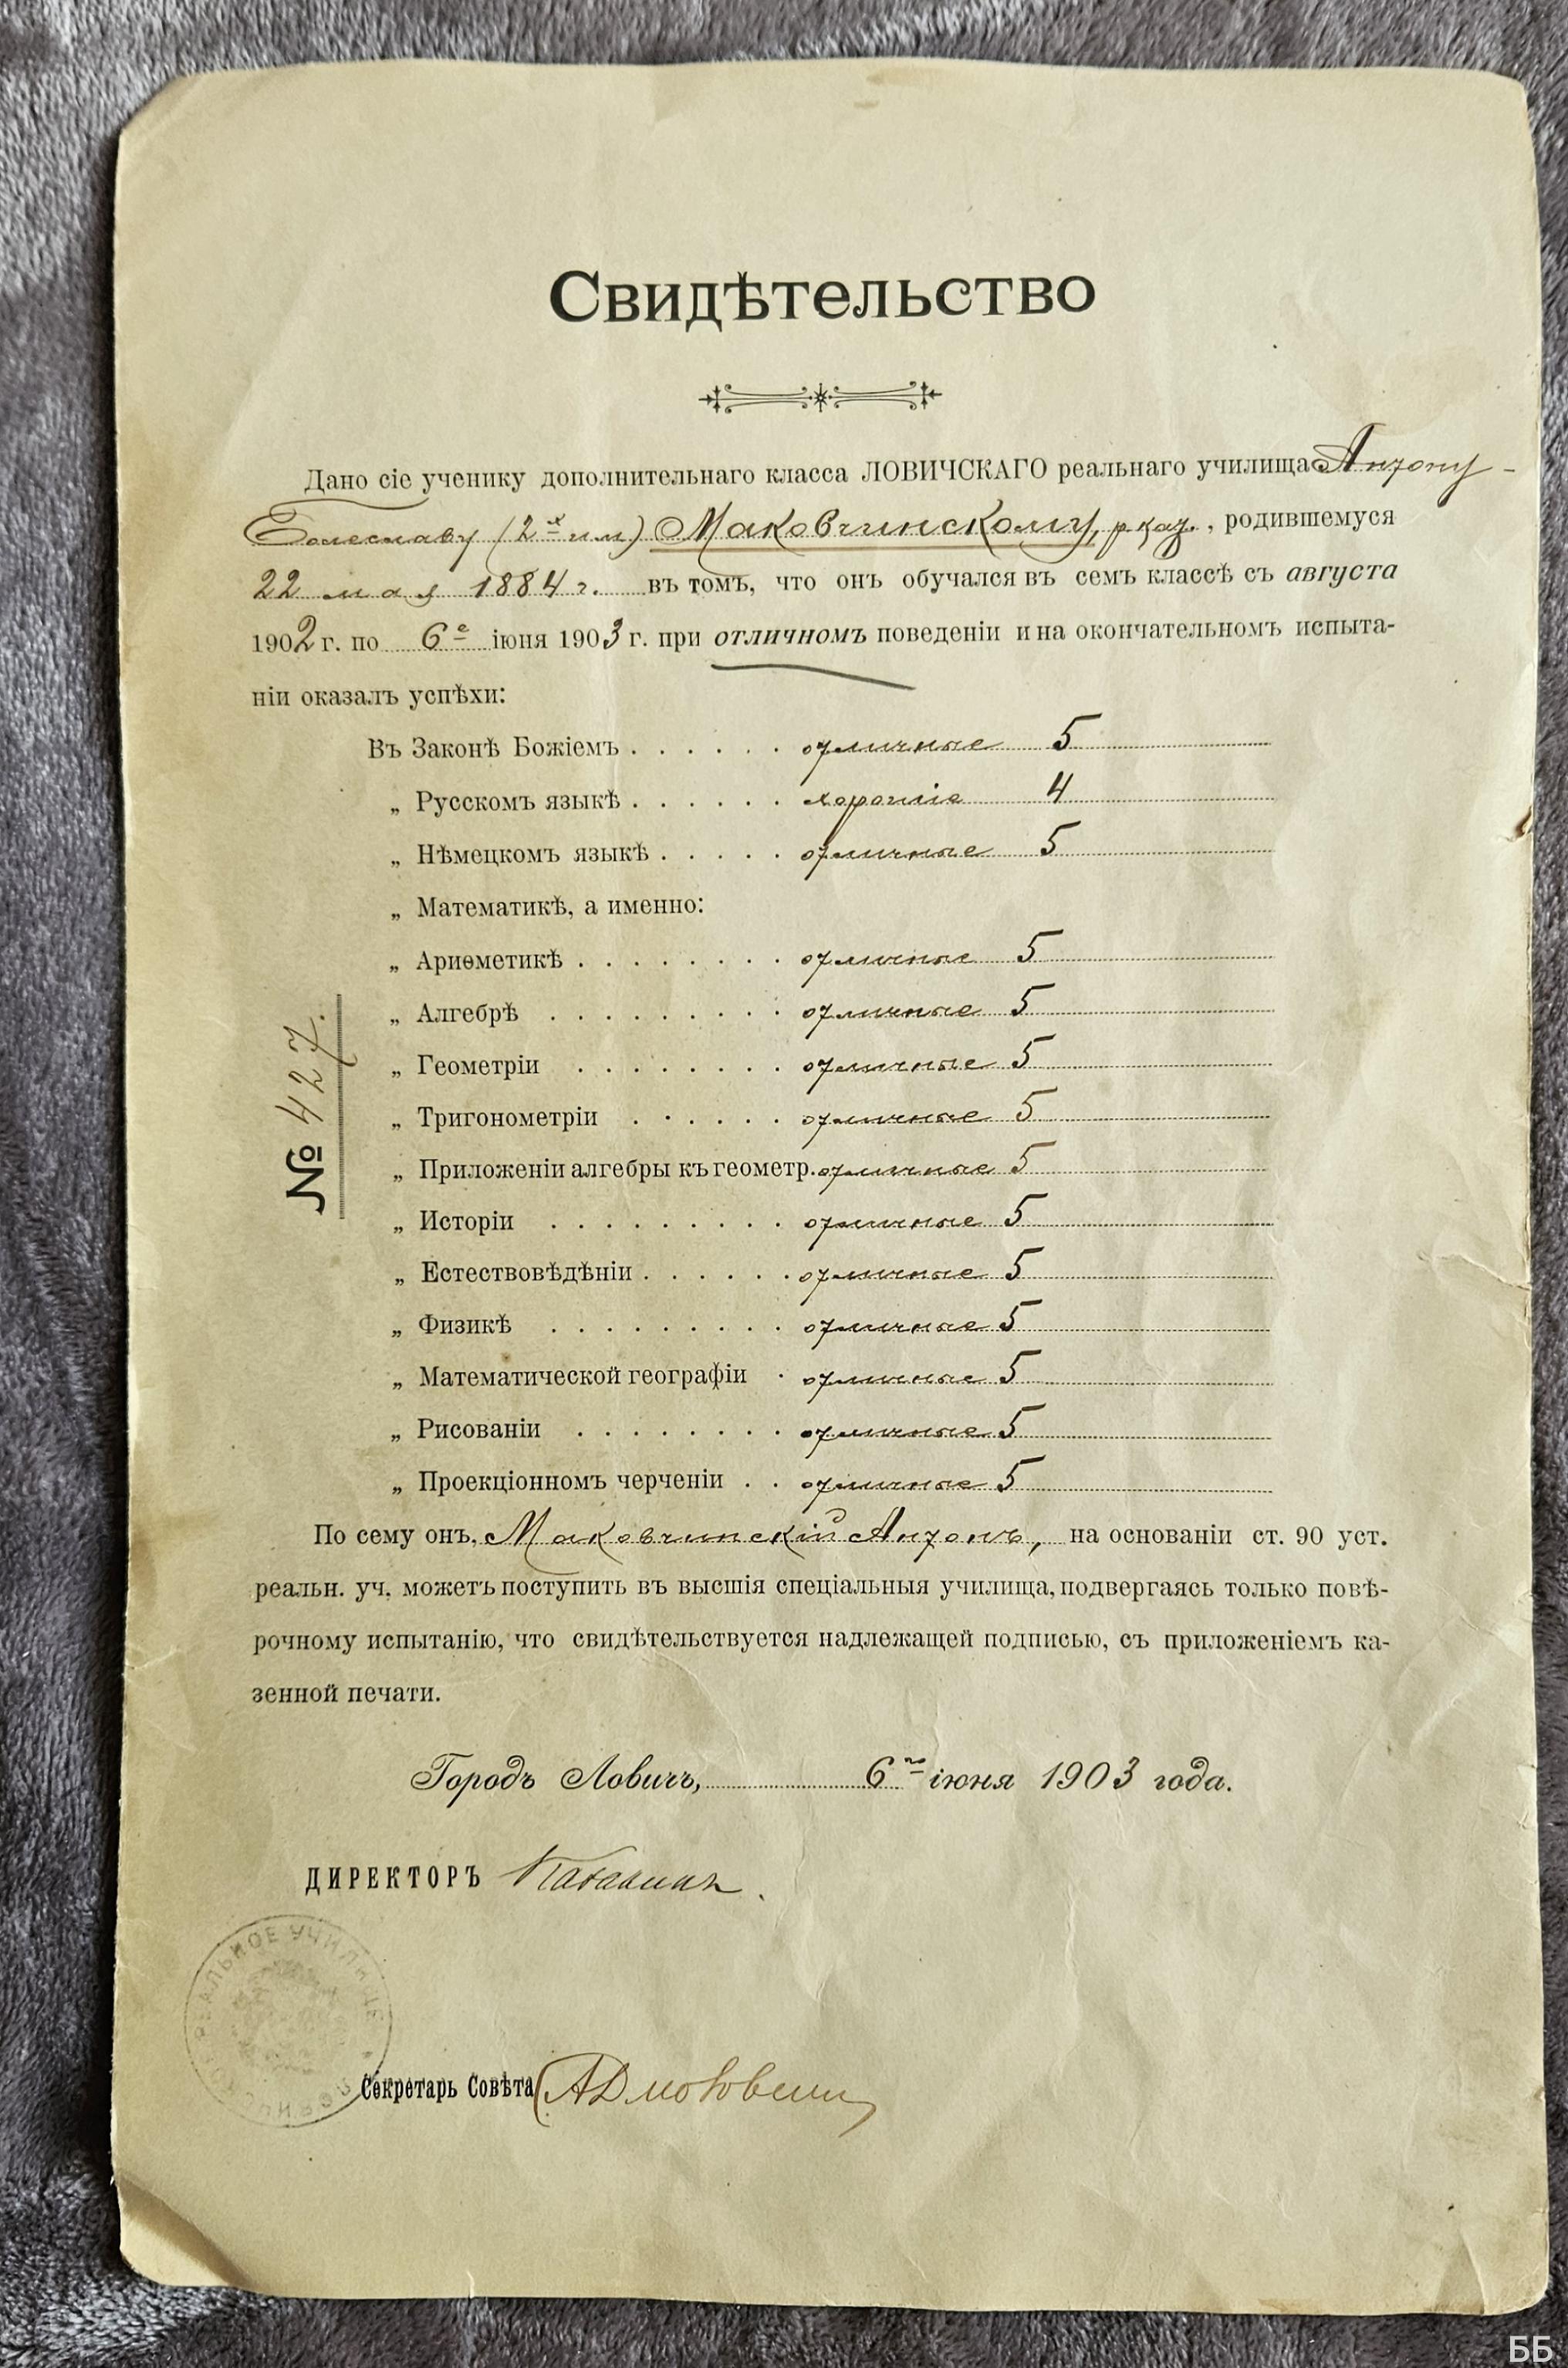 Свидѣтельство
Дано сіе ученику дополнительнаго класса ЛОВИЧСКАГО реальнаго училища Антону-
Болеславу (2-х им) Маковчинскому, р. кат., родившемуся
22 мая 1884 г. въ томъ, что онъ обучался въ семъ классѣ съ августа
1902 г. по 6е іюня 1903 г. при отличномъ поведеніи и на окончательномъ испыта-
ніи оказалъ успѣхи:
Въ Законѣ Божіемъ . . . . . . отличные 5
„ Русскомъ языкѣ . . . . . . хорошіе 4
„ Нѣмецкомъ языкѣ . . . . . отличные 5
„ Математикѣ, а именно:
„ Ариѳметикѣ . . . . . . . . отличные 5
„ Алгебрѣ . . . . . . . . . отличные 5
„ Геометріи . . . . . . . . отличные 5
„ Тригонометріи . . . . . . отличные 5
„ Приложеніи алгебры къ геометр. отличные 5
„ Исторіи . . . . . . . . . отличные 5
„ Естествовѣдѣніи . . . . . . отличные 5
„ Физикѣ . . . . . . . . . отличные 5
„ Математической географіи . отличные 5
„ Рисованіи . . . . . . . . отличные 5
„ Проекціонномъ черченіи . . отличные 5
№ 427.
По сему онъ, Маковчинскій Антонъ, на основаніи ст. 90 уст.
реальн. уч. можетъ поступить въ высшія спеціальныя училища, подвергаясь только повѣ-
рочному испытанію, что свидѣтельствуется надлежащей подписью, съ приложеніемъ ка-
зенной печати.
Городъ Ловичъ, 6го іюня 1903 года.
ДИРЕКТОРЪ
РЕАЛЬНОЕ УЧИЛИЩЕ
Секретарь Совѣта
ББ